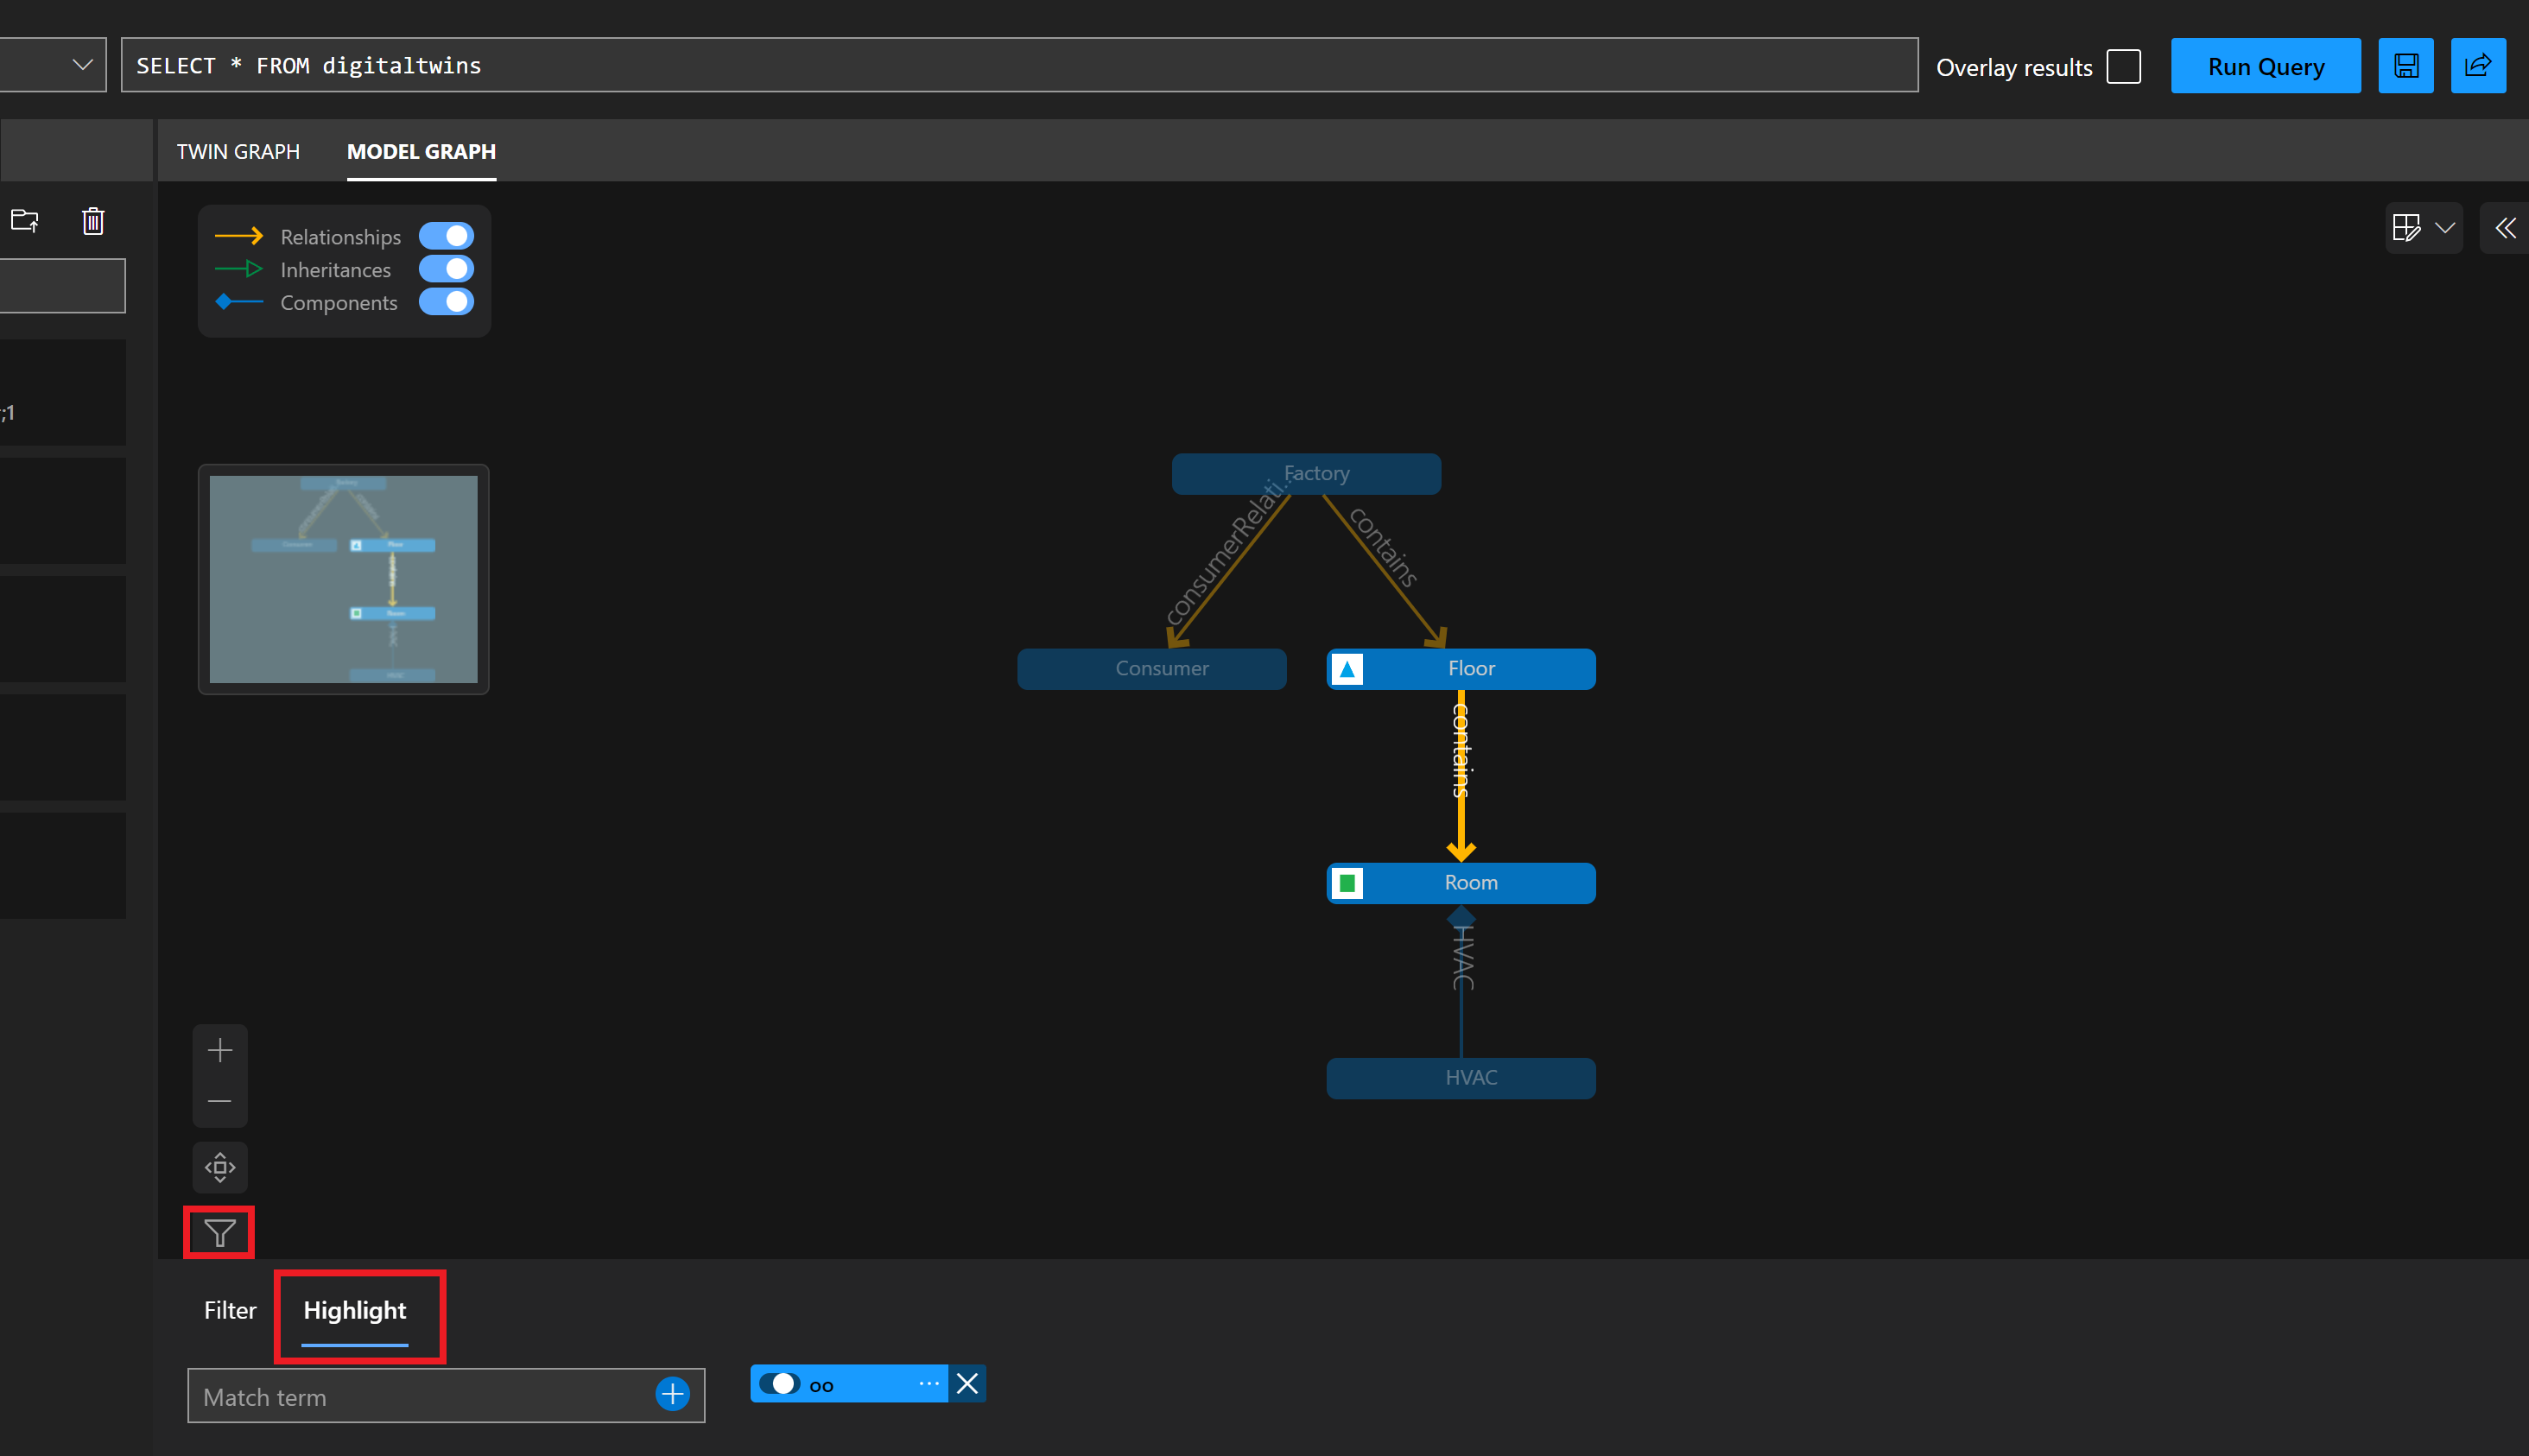 SELECT * FROM digitaltwins
Overlay results
Run Query
TWIN GRAPH
MODEL GRAPH
Relationships
Inheritances
Components
;1
Factory
consumerRelati...
contains
Consumer
Floor
contains
Room
HVAC
HVAC
Filter
Highlight
Match term
oo